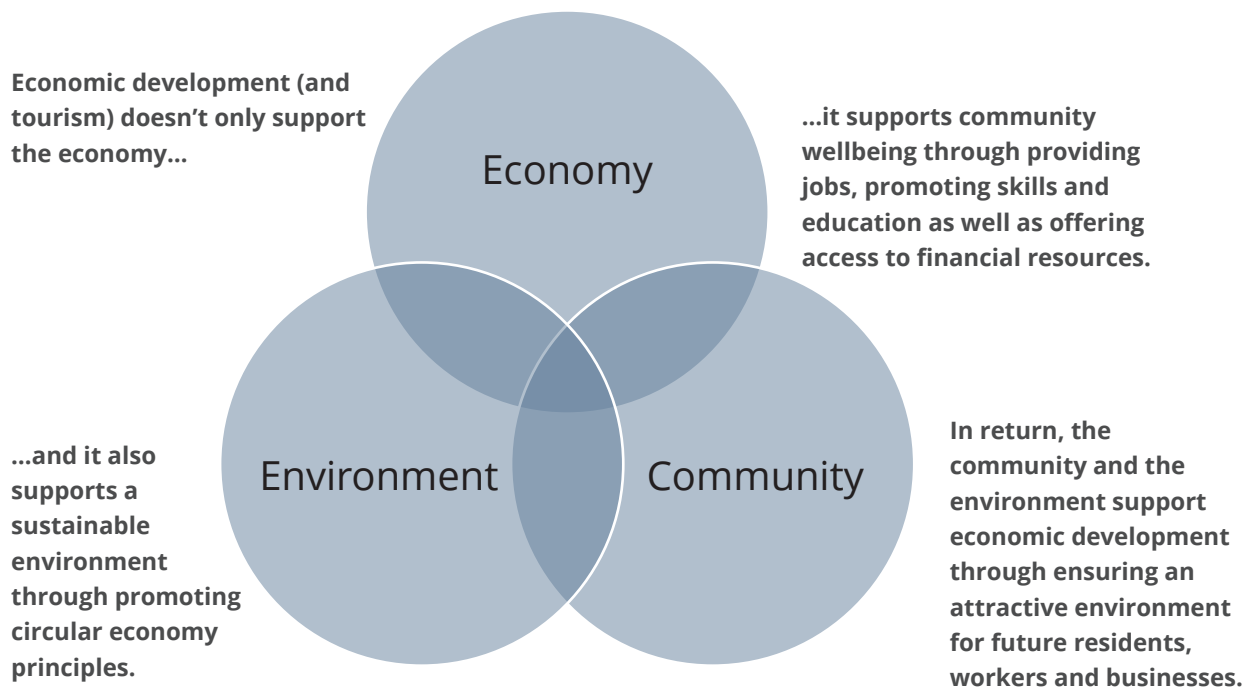 Economic development (and
tourism) doesn’t only support
the economy...
Economy
...it supports community
wellbeing through providing
jobs, promoting skills and
education as well as offering
access to financial resources.
...and it also
supports a
sustainable
environment
through promoting
circular economy
principles.
Environment
Community
In return, the
community and the
environment support
economic development
through ensuring an
attractive environment
for future residents,
workers and businesses.